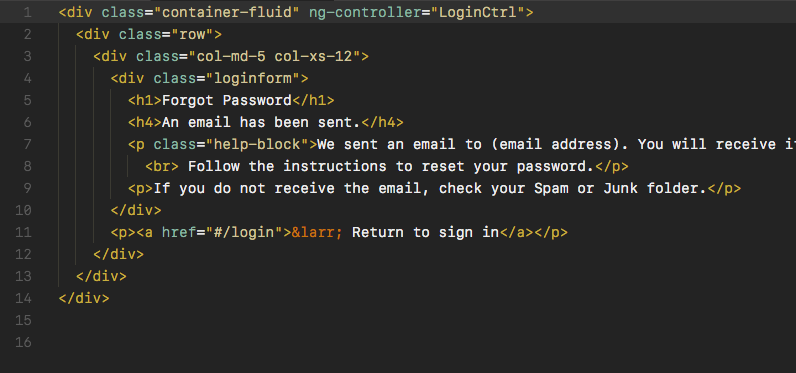 1 <div class="container-fluid" ng-controller="LoginCtrl">
2 <div class="row">
3 <div class="col-md-5 col-xs-12">
4 <div class="loginform">
5 <h1>Forgot Password</h1>
6 <h4>An email has been sent.</h4>
7 <p class="help-block">We sent an email to (email address). You will receive
8 <br> Follow the instructions to reset your password.</p>
9 <p>If you do not receive the email, check your Spam or Junk folder.</p>
10 </div>
11 <p><a href="#/login">&larr; Return to sign in</a></p>
12 </div>
13 </div>
14 </div>
15
16